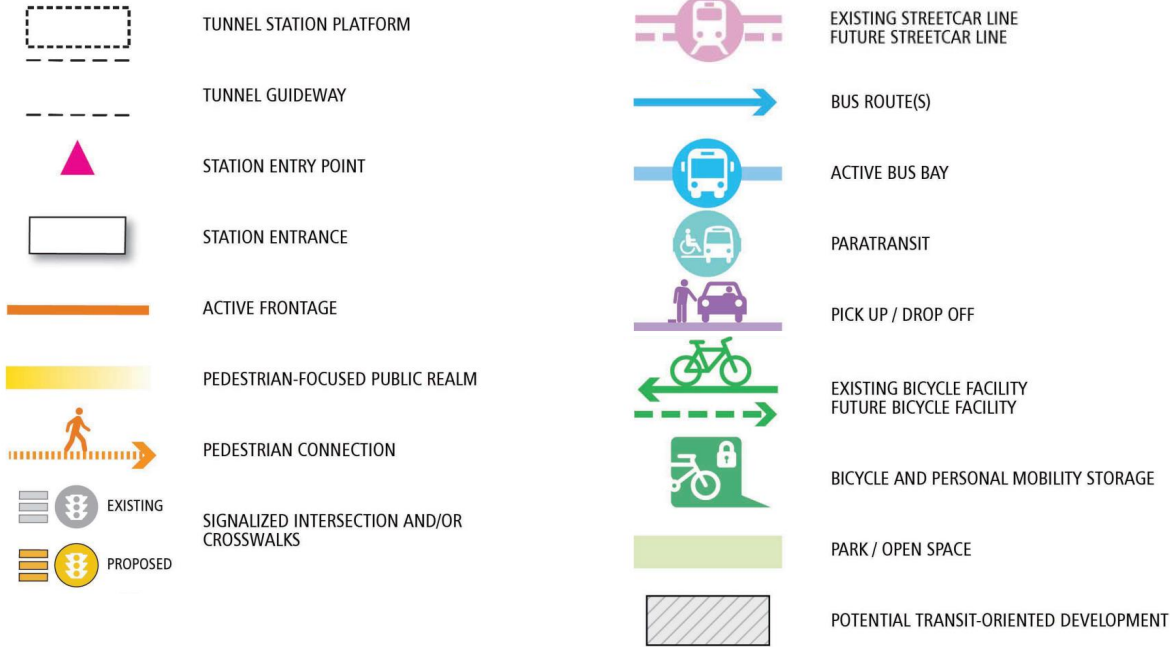 TUNNEL STATION PLATFORM
TUNNEL GUIDEWAY
STATION ENTRY POINT
STATION ENTRANCE
ACTIVE FRONTAGE
PEDESTRIAN-FOCUSED PUBLIC REALM
PEDESTRIAN CONNECTION
EXISTING
SIGNALIZED INTERSECTION AND/OR
CROSSWALKS
PROPOSED
EXISTING STREETCAR LINE
FUTURE STREETCAR LINE
BUS ROUTE(S)
ACTIVE BUS BAY
PARATRANSIT
PICK UP / DROP OFF
EXISTING BICYCLE FACILITY
FUTURE BICYCLE FACILITY
BICYCLE AND PERSONAL MOBILITY STORAGE
PARK / OPEN SPACE
POTENTIAL TRANSIT-ORIENTED DEVELOPMENT